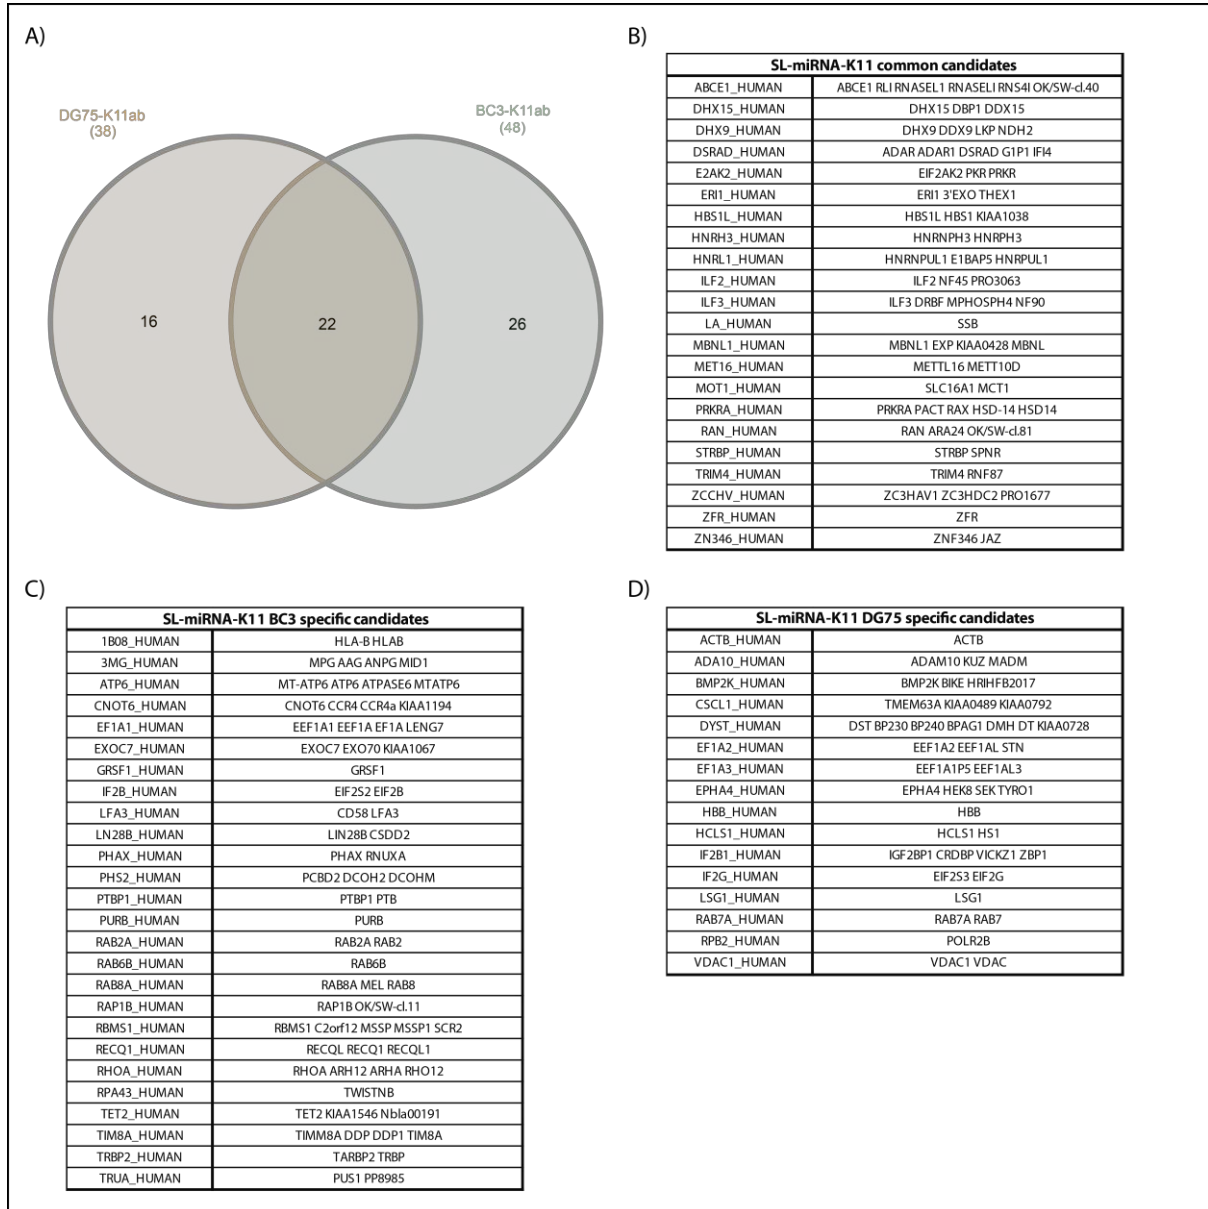 A)
DG75-K11ab
(38)
BC3-K11ab
(48)
16
22
26
B)
SL-miRNA-K11 common candidates
ABCE1_HUMAN ABCE1 RLI RNASEL1 RNASELI RNS4I OK/SW-cl.40
DHX15_HUMAN DHX15 DBP1 DDX15
DHX9_HUMAN DHX9 DDX9 LKP NDH2
DSRAD_HUMAN ADAR ADAR1 DSRAD G1P1 IFI4
E2AK2_HUMAN EIF2AK2 PKR PRKR
ERI1_HUMAN ERI1 3'EXO THEX1
HBS1L_HUMAN HBS1L HBS1 KIAA1038
HNRH3_HUMAN HNRNPH3 HNRPH3
HNRL1_HUMAN HNRNPUL1 E1BAP5 HNRPUL1
ILF2_HUMAN ILF2 NF45 PRO3063
ILF3_HUMAN ILF3 DRBF MPHOSPH4 NF90
LA_HUMAN SSB
MBNL1_HUMAN MBNL1 EXP KIAA0428 MBNL
MET16_HUMAN METTL16 METT10D
MOT1_HUMAN SLC16A1 MCT1
PRKRA_HUMAN PRKRA PACT RAX HSD-14 HSD14
RAN_HUMAN RAN ARA24 OK/SW-cl.81
STRBP_HUMAN STRBP SPNR
TRIM4_HUMAN TRIM4 RNF87
ZCCHV_HUMAN ZC3HAV1 ZC3HDC2 PRO1677
ZFR_HUMAN ZFR
ZN346_HUMAN ZNF346 JAZ
C)
SL-miRNA-K11 BC3 specific candidates
1B08_HUMAN HLA-B HLAB
3MG_HUMAN MPG AAG ANPG MID1
ATP6_HUMAN MT-ATP6 ATP6 ATPASE6 MTATP6
CNOT6_HUMAN CNOT6 CCR4 CCR4a KIAA1194
EF1A1_HUMAN EEF1A1 EEF1A EF1A LENG7
EXOC7_HUMAN EXOC7 EXO70 KIAA1067
GRSF1_HUMAN GRSF1
IF2B_HUMAN EIF2S2 EIF2B
LFA3_HUMAN CD58 LFA3
LN28B_HUMAN LIN28B CSDD2
PHAX_HUMAN PHAX RNUXA
PHS2_HUMAN PCBD2 DCOH2 DCOHM
PTBP1_HUMAN PTBP1 PTB
PURB_HUMAN PURB
RAB2A_HUMAN RAB2A RAB2
RAB6B_HUMAN RAB6B
RAB8A_HUMAN RAB8A MEL RAB8
RAP1B_HUMAN RAP1B OK/SW-cl.11
RBMS1_HUMAN RBMS1 C2orf12 MSSP MSSP1 SCR2
RECQ1_HUMAN RECQL RECQ1 RECQL1
RHOA_HUMAN RHOA ARH12 ARHA RHO12
RPA43_HUMAN TWISTNB
TET2_HUMAN TET2 KIAA1546 Nbla00191
TIM8A_HUMAN TIMM8A DDP DDP1 TIM8A
TRBP2_HUMAN TARBP2 TRBP
TRUA_HUMAN PUS1 PP8985
D)
SL-miRNA-K11 DG75 specific candidates
ACTB_HUMAN ACTB
ADA10_HUMAN ADAM10 KUZ MADM
BMP2K_HUMAN BMP2K BIKE HRIHFB2017
CSCL1_HUMAN TMEM63A KIAA0489 KIAA0792
DYST_HUMAN DST BP230 BP240 BPAG1 DMH DT KIAA0728
EF1A2_HUMAN EEF1A2 EEF1AL STN
EF1A3_HUMAN EEF1A1P5 EEF1AL3
EPHA4_HUMAN EPHA4 HEK8 SEK TYRO1
HBB_HUMAN HBB
HCLS1_HUMAN HCLS1 HS1
IF2B1_HUMAN IGF2BP1 CRDBP VICKZ1 ZBP1
IF2G_HUMAN EIF2S3 EIF2G
LSG1_HUMAN LSG1
RAB7A_HUMAN RAB7A RAB7
RPB2_HUMAN POLR2B
VDAC1_HUMAN VDAC1 VDAC